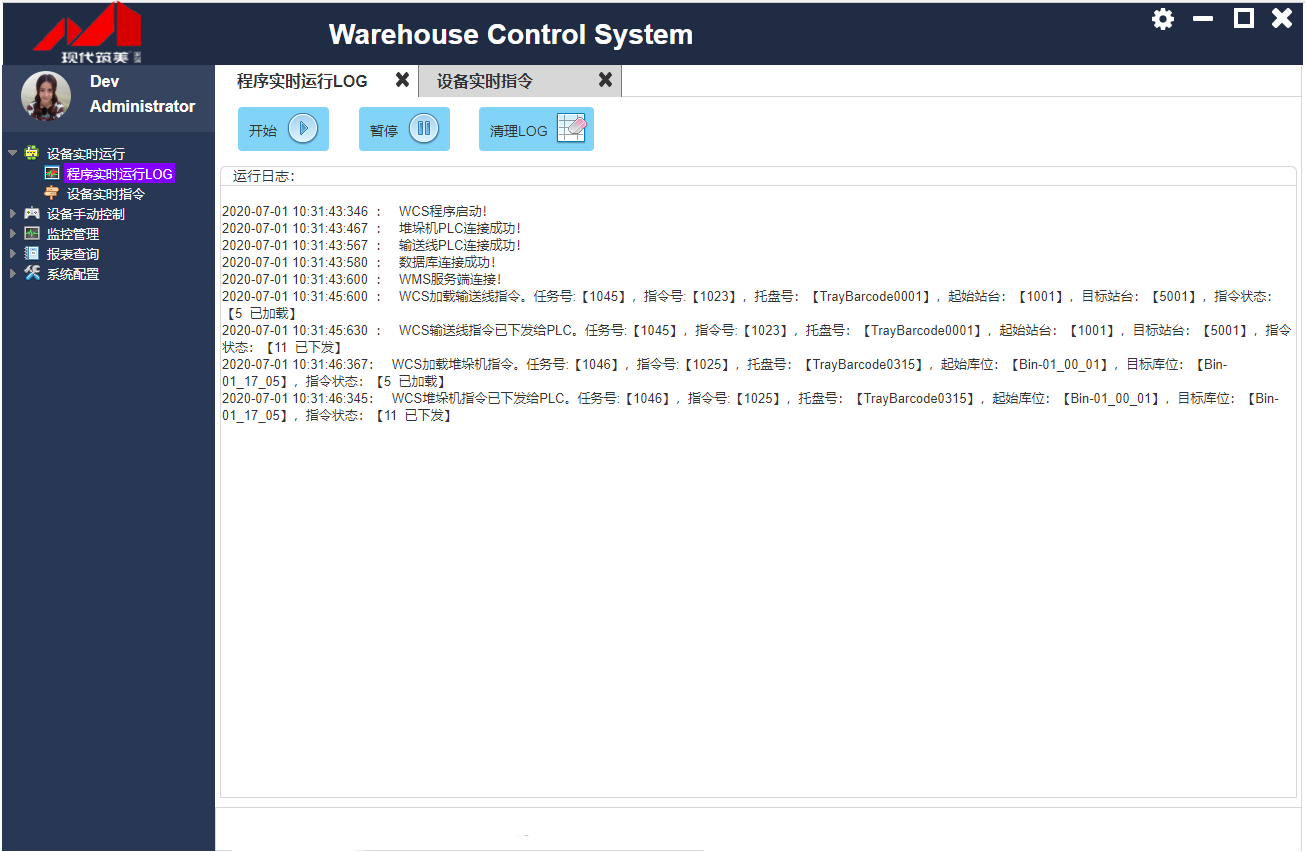 Warehouse Control System
现代筑美
Dev
Administrator
程序实时运行LOG
设备实时指令
开始
暂停
清理LOG
设备实时运行
程序实时运行LOG
设备实时指令
设备手动控制
监控管理
报表查询
系统配置
运行日志:
2020-07-01 10:31:43:346 ： WCS程序启动!
2020-07-01 10:31:43:467 ： 堆垛机PLC连接成功!
2020-07-01 10:31:43:567 ： 输送线PLC连接成功!
2020-07-01 10:31:43:580 ： 数据库连接成功!
2020-07-01 10:31:43:600 ： WMS服务端连接!
2020-07-01 10:31:45:600 ： WCS加载输送线指令。任务号:【1045】，指令号:【1023】，托盘号：【TrayBarcode0001】，起始站台：【1001】，目标站台：【5001】，指令状态：
【5 已加载】
2020-07-01 10:31:45:630 ： WCS输送线指令已下发给PLC。任务号:【1045】，指令号:【1023】，托盘号：【TrayBarcode0001】，起始站台：【1001】，目标站台：【5001】，指令
状态：【11 已下发】
2020-07-01 10:31:46:367： WCS加载堆垛机指令。任务号:【1046】，指令号:【1025】，托盘号：【TrayBarcode0315】，起始库位：【Bin-01_00_01】，目标库位：【Bin-
01_17_05】，指令状态：【5 已加载】
2020-07-01 10:31:46:345： WCS堆垛机指令已下发给PLC。任务号:【1046】，指令号:【1025】，托盘号：【TrayBarcode0315】，起始库位：【Bin-01_00_01】，目标库位：【Bin-
01_17_05】，指令状态：【11 已下发】